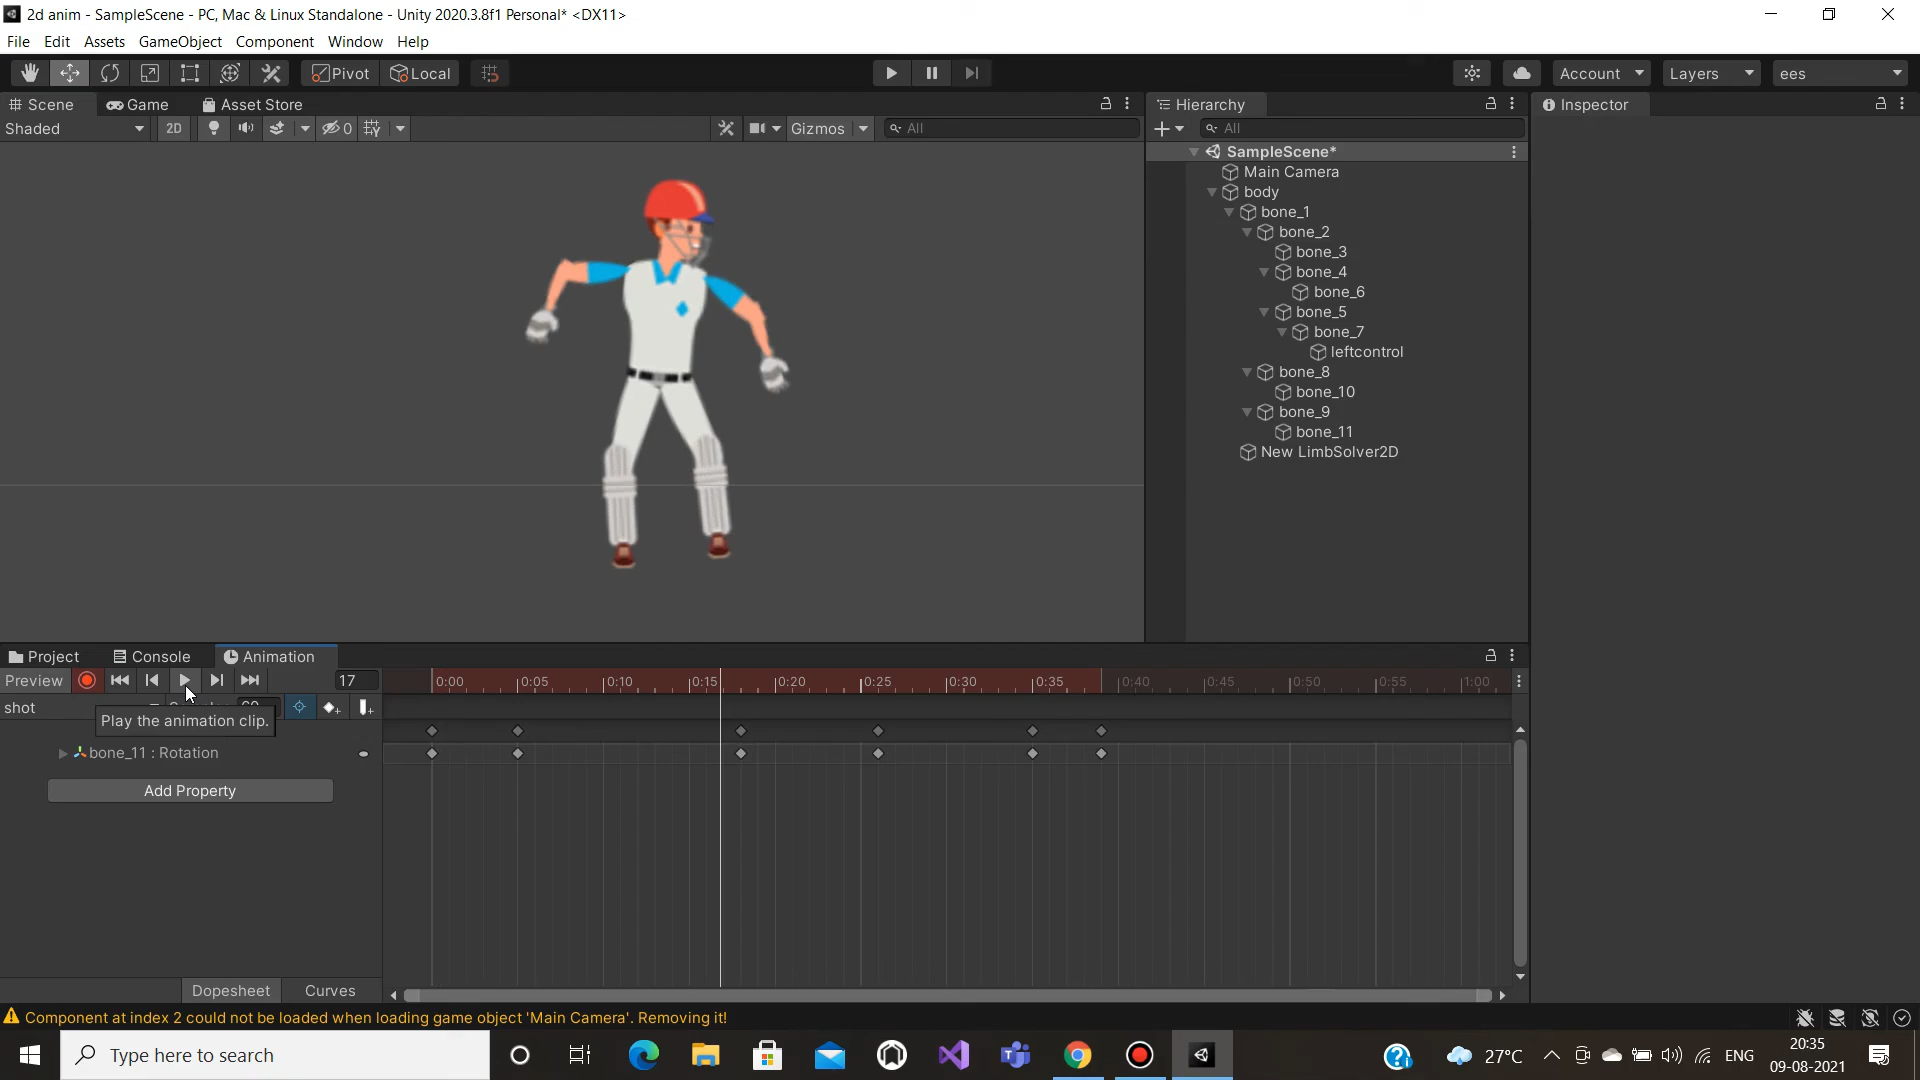 2d anim - SampleScene - PC, Mac & Linux Standalone - Unity 2020.3.8f1 Personal* <DX11>
File Edit Assets GameObject Component Window Help
Pivot Local Account Layers ees
Scene Game Asset Store Hierarchy Inspector
Shaded 2D 0 Gizmos All All
SampleScene*
Main Camera
body
bone_1
bone_2
bone_3
bone_4
bone_6
bone_5
bone_7
leftcontrol
bone_8
bone_10
bone_9
bone_11
New LimbSolver2D
Project Console Animation
Preview 17 0:00 0:05 0:10 0:15 0:20 0:25 0:30 0:35 0:40 0:45 0:50 0:55 1:00
shot
Play the animation clip.
bone_11 : Rotation
Add Property
Dopesheet Curves
Component at index 2 could not be loaded when loading game object 'Main Camera'. Removing it!
Type here to search 27°C ENG 20:35
09-08-2021